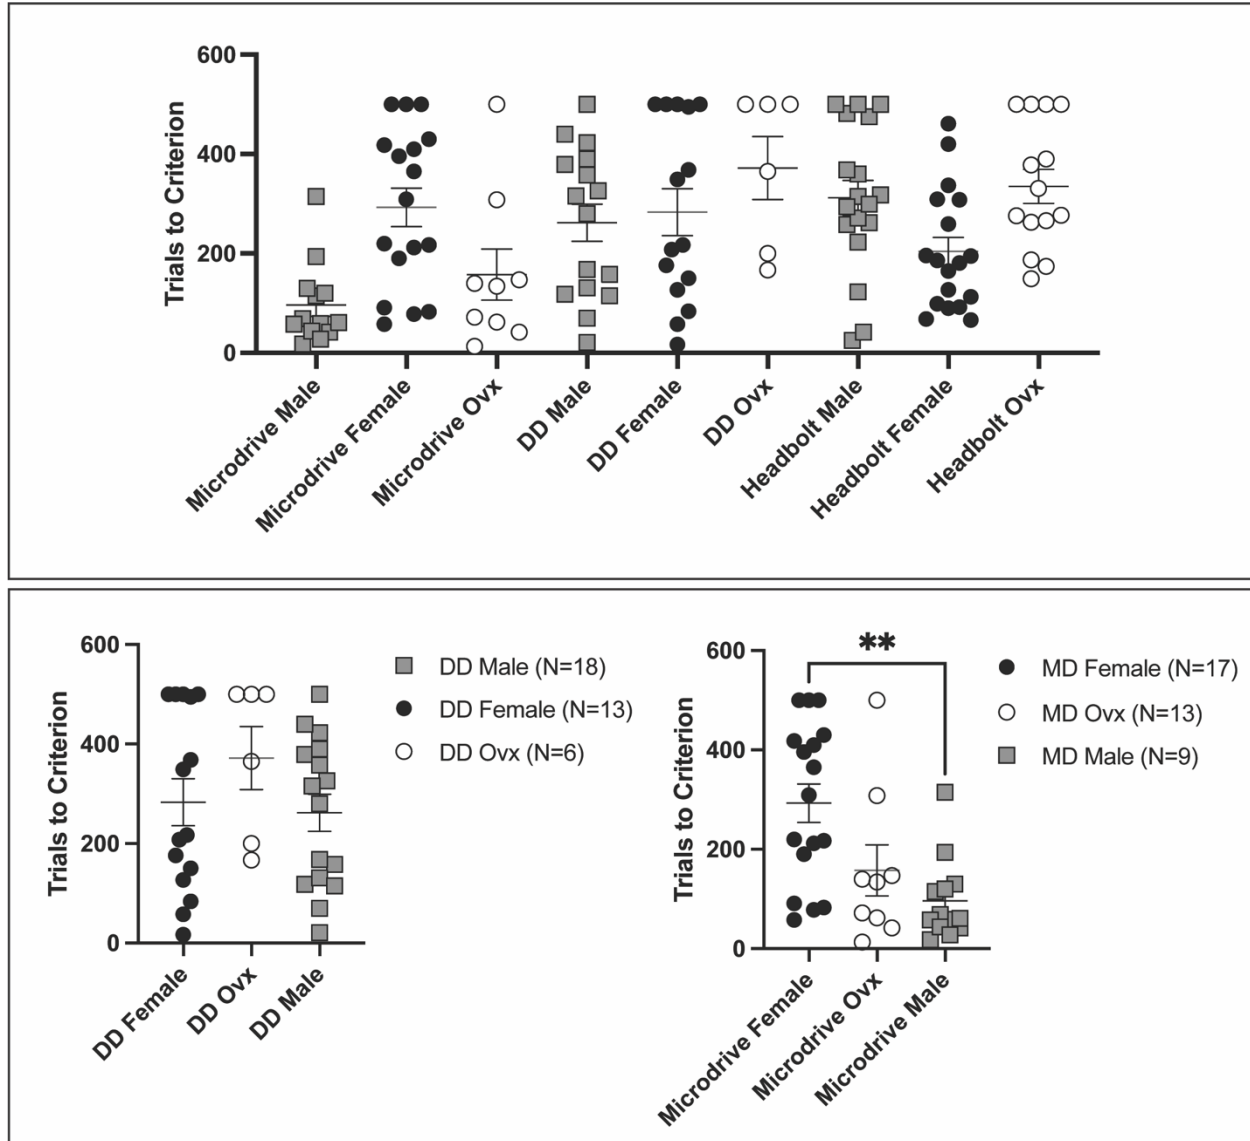 Trials to Criterion
600
400
200
0
Microdrive Male
Microdrive Female
Microdrive Ovx
DD Male
DD Female
DD Ovx
Headbolt Male
Headbolt Female
Headbolt Ovx
Trials to Criterion
600
400
200
0
DD Female
DD Ovx
DD Male
DD Male (N=18)
DD Female (N=13)
DD Ovx (N=6)
Trials to Criterion
600
400
200
0
**
Microdrive Female
Microdrive Ovx
Microdrive Male
MD Female (N=17)
MD Ovx (N=13)
MD Male (N=9)